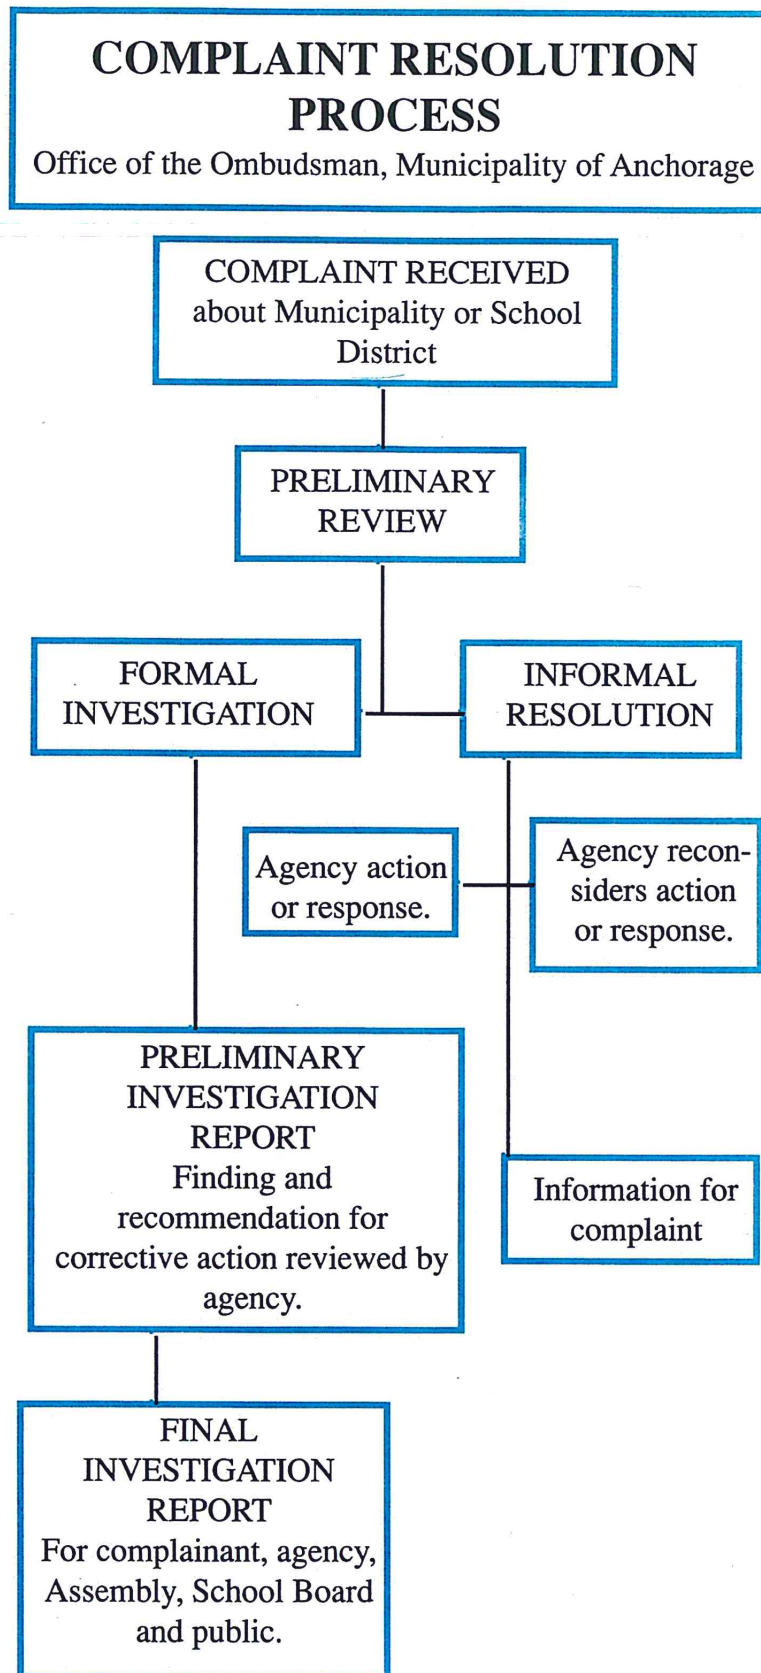 COMPLAINT RESOLUTION
PROCESS
Office of the Ombudsman, Municipality of Anchorage
COMPLAINT RECEIVED
about Municipality or School
District
PRELIMINARY
REVIEW
FORMAL
INVESTIGATION
INFORMAL
RESOLUTION
Agency action
or response.
Agency recon-
siders action
or response.
PRELIMINARY
INVESTIGATION
REPORT
Finding and
recommendation for
corrective action reviewed by
agency.
Information for
complaint
FINAL
INVESTIGATION
REPORT
For complainant, agency,
Assembly, School Board
and public.